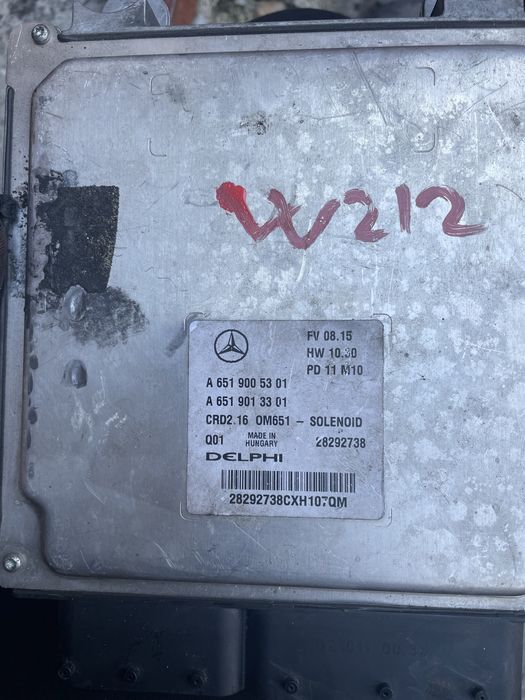 W212
FV 08.15
HW 10.30
PD 11 M10
A 651 900 53 01
A 651 901 33 01
CRD2.16 OM651 - SOLENOID
Q01 MADE IN HUNGARY 28292738
DELPHI
28292738CXH107QM